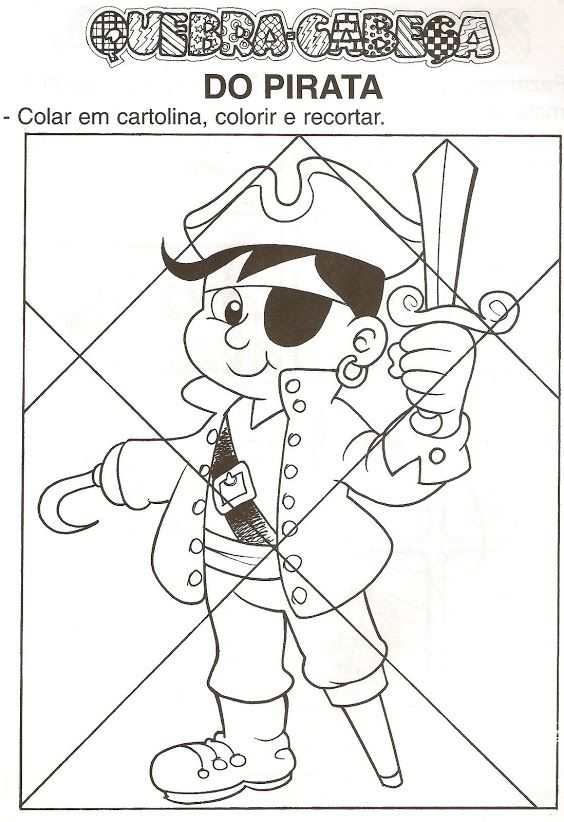 QUEBRA-CABEÇA
DO PIRATA
- Colar em cartolina, colorir e recortar.